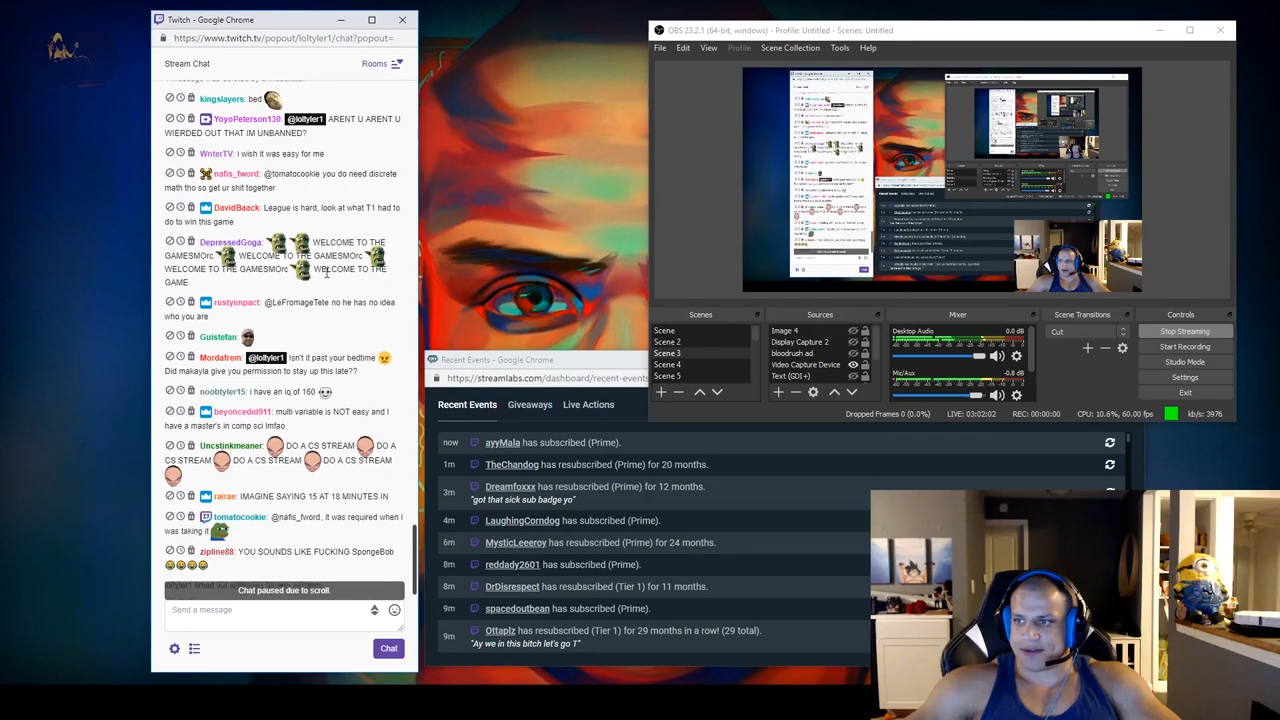 Twitch - Google Chrome
https://www.twitch.tv/popout/loltyler1/chat?popout=
Stream Chat
Rooms
kingslayers: bed
YoyoPeterson130: @loltyler1 ARENT U ARENT U
WIERDED OUT THAT IM UNBANNED?
WnterTV: i wish it was easy for me
nafis_fword: @tomatocookie you do need discrete
math tho so get ur shit together
DavidBaack: League is hard, look at what T1 had to
do to win this game
DepressedGoga: WELCOME TO THE
GAMESMOrc WELCOME TO THE GAMESMOrc
WELCOME TO THE GAMESMOrc WELCOME TO THE
GAME
rustyimpact: @LeFromageTete no he has no idea
who you are
Guistefan:
Mordafrem: @loltyler1 Isn't it past your bedtime
Did makayla give you permission to stay up this late??
noobtyler15: i have an iq of 160
beyoncedid911: multi variable is NOT easy and I
have a master's in comp sci lmfao
Uncstinkmeaner: DO A CS STREAM DO A
CS STREAM DO A CS STREAM DO A CS STREAM
rairae: IMAGINE SAYING 15 AT 18 MINUTES IN
tomatocookie: @nafis_fword, it was required when I
was taking it
zipline88: YOU SOUNDS LIKE FUCKING SpongeBob
Chat paused due to scroll.
Send a message
Chat
OBS 23.2.1 (64-bit, windows) - Profile: Untitled - Scenes: Untitled
File Edit View Profile Scene Collection Tools Help
Scenes
Sources
Mixer
Scene Transitions
Controls
Scene
Scene 2
Scene 3
Scene 4
Scene 5
Image 4
Display Capture 2
bloodrush ad
Video Capture Device
Text (GDI+)
Desktop Audio 0.0 dB
Mic/Aux -0.8 dB
Cut
Stop Streaming
Start Recording
Studio Mode
Settings
Exit
Dropped Frames 0 (0.0%) LIVE: 03:02:02 REC: 00:00:00 CPU: 10.6%, 60.00 fps kb/s: 3976
Recent Events - Google Chrome
https://streamlabs.com/dashboard/recent-events
Recent Events Giveaways Live Actions
now ayyMala has subscribed (Prime).
1m TheChandog has resubscribed (Prime) for 20 months.
3m Dreamfoxxx has resubscribed (Prime) for 12 months.
"got that sick sub badge yo"
4m LaughingCorndog has subscribed (Prime).
6m MysticLeeeroy has resubscribed (Prime) for 24 months.
8m reddady2601 has subscribed (Prime).
8m DrDisrespect has resubscribed (Tier 1) for 11 months.
9m spacedoutbean has subscribed (Prime).
9m Ottaplz has resubscribed (Tier 1) for 29 months in a row! (29 total).
"Ay we in this bitch let's go T"